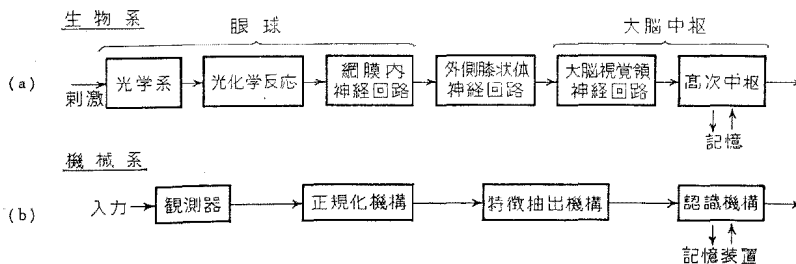 生物系
眼球
大脳中枢
(a)
刺激
光学系
光化学反応
網膜内
神経回路
外側膝状体
神経回路
大脳視覚領
神経回路
高次中枢
記憶
機械系
(b)
入力
観測器
正規化機構
特徴抽出機構
認識機構
記憶装置